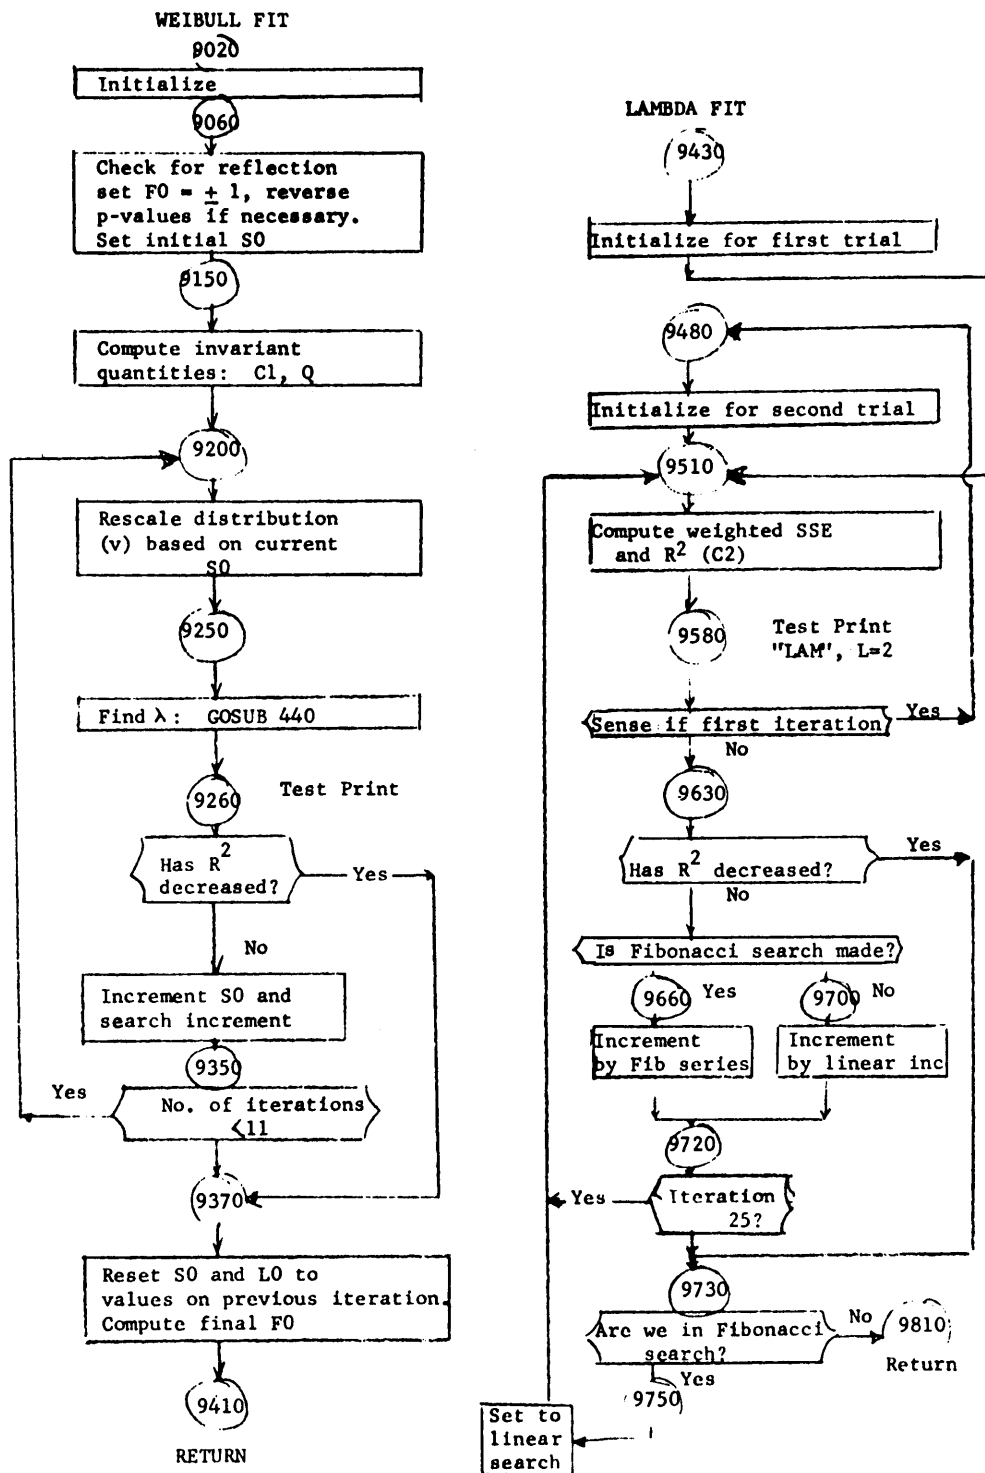 WEIBULL FIT
9020
Initialize
9060
Check for reflection
set F0 = ± 1, reverse
p-values if necessary.
Set initial S0
9150
Compute invariant
quantities: C1, Q
9200
Rescale distribution
(v) based on current
S0
9250
Find λ: GOSUB 440
9260
Test Print
Has R²
decreased?
Yes
No
Increment S0 and
search increment
9350
Yes
No. of iterations
<11
9370
Reset S0 and L0 to
values on previous iteration.
Compute final F0
9410
RETURN
LAMBDA FIT
9430
Initialize for first trial
9480
Initialize for second trial
9510
Compute weighted SSE
and R² (C2)
9580
Test Print
"LAM", L=2
Sense if first iteration
Yes
No
9630
Has R² decreased?
Yes
No
Is Fibonacci search made?
9660 Yes
9700 No
Increment
by Fib series
Increment
by linear inc
9720
Yes
Iteration
25?
9730
Are we in Fibonacci
search?
No
9810
Return
Yes
9750
Set to
linear
search